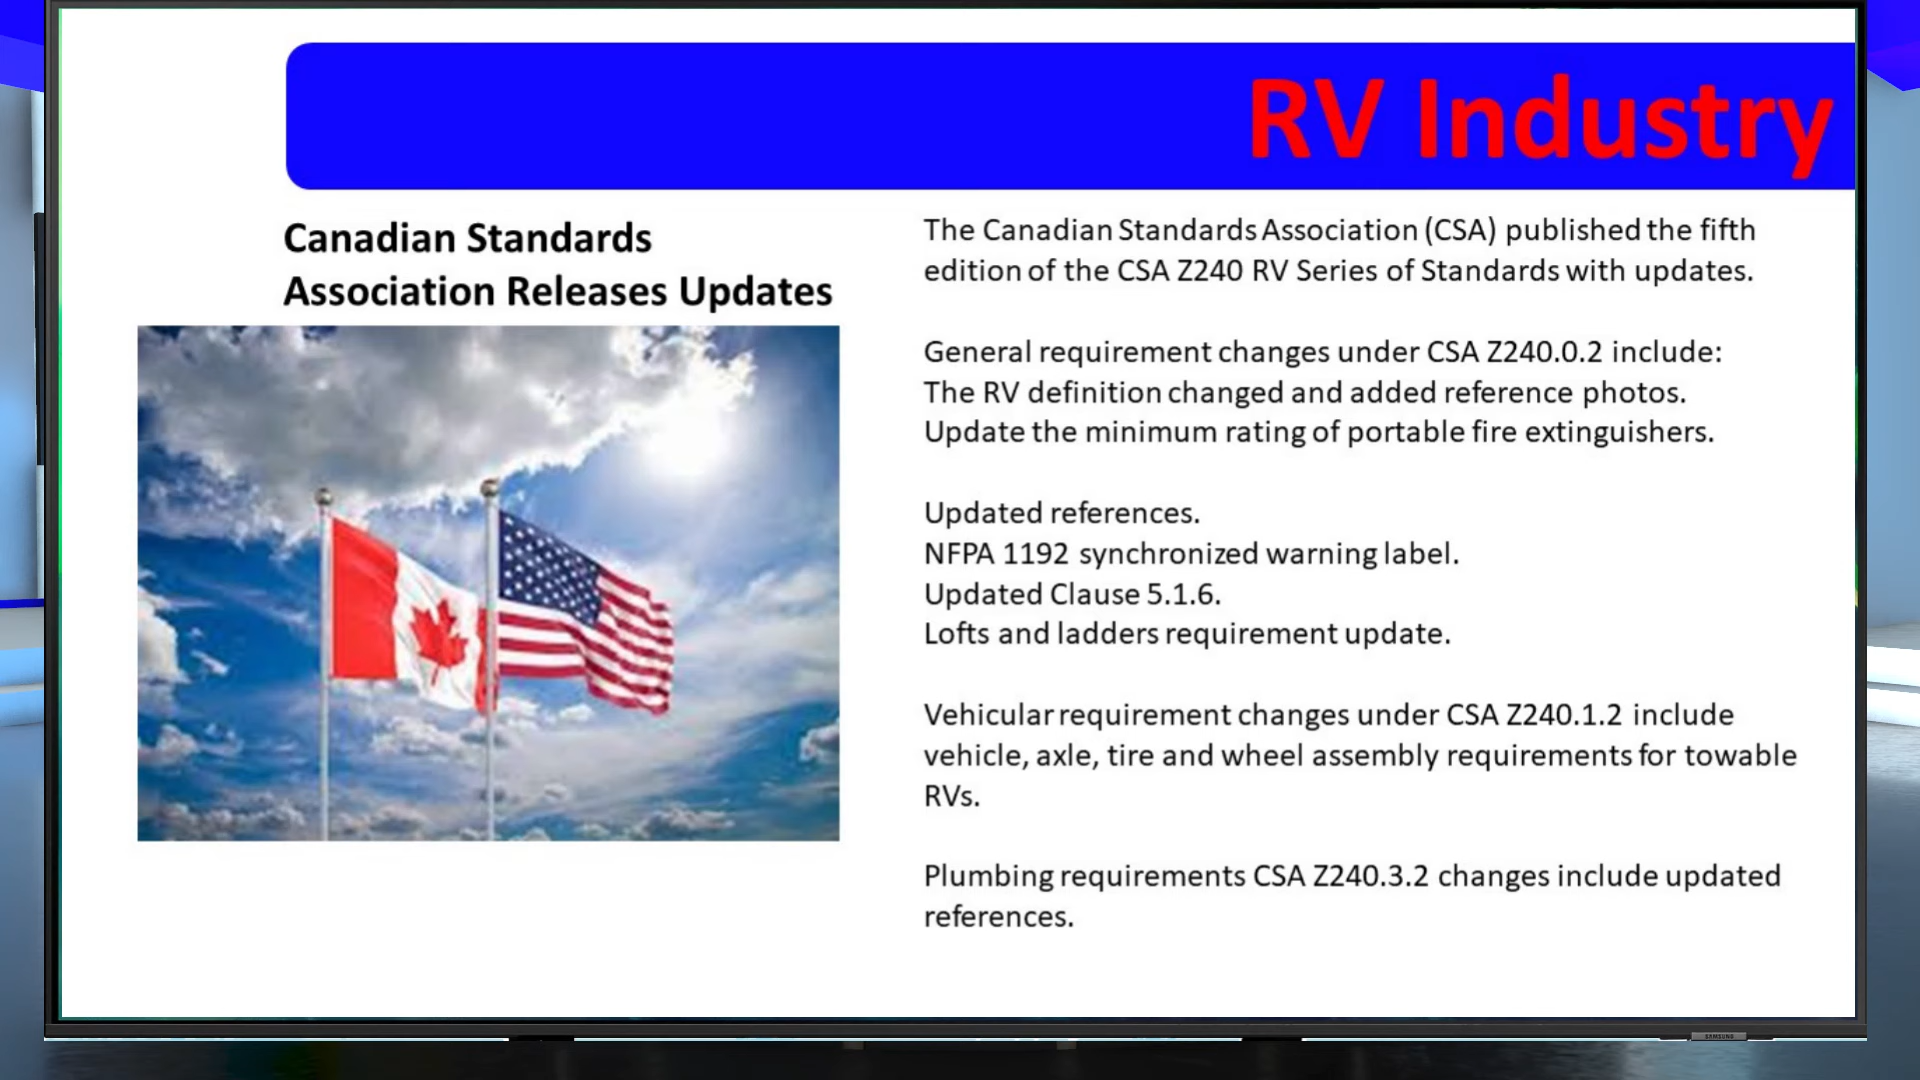 RV Industry
Canadian Standards
Association Releases Updates
The Canadian Standards Association (CSA) published the fifth
edition of the CSA Z240 RV Series of Standards with updates.
General requirement changes under CSA Z240.0.2 include:
The RV definition changed and added reference photos.
Update the minimum rating of portable fire extinguishers.
Updated references.
NFPA 1192 synchronized warning label.
Updated Clause 5.1.6.
Lofts and ladders requirement update.
Vehicular requirement changes under CSA Z240.1.2 include
vehicle, axle, tire and wheel assembly requirements for towable
RVs.
Plumbing requirements CSA Z240.3.2 changes include updated
references.
SAMSUNG